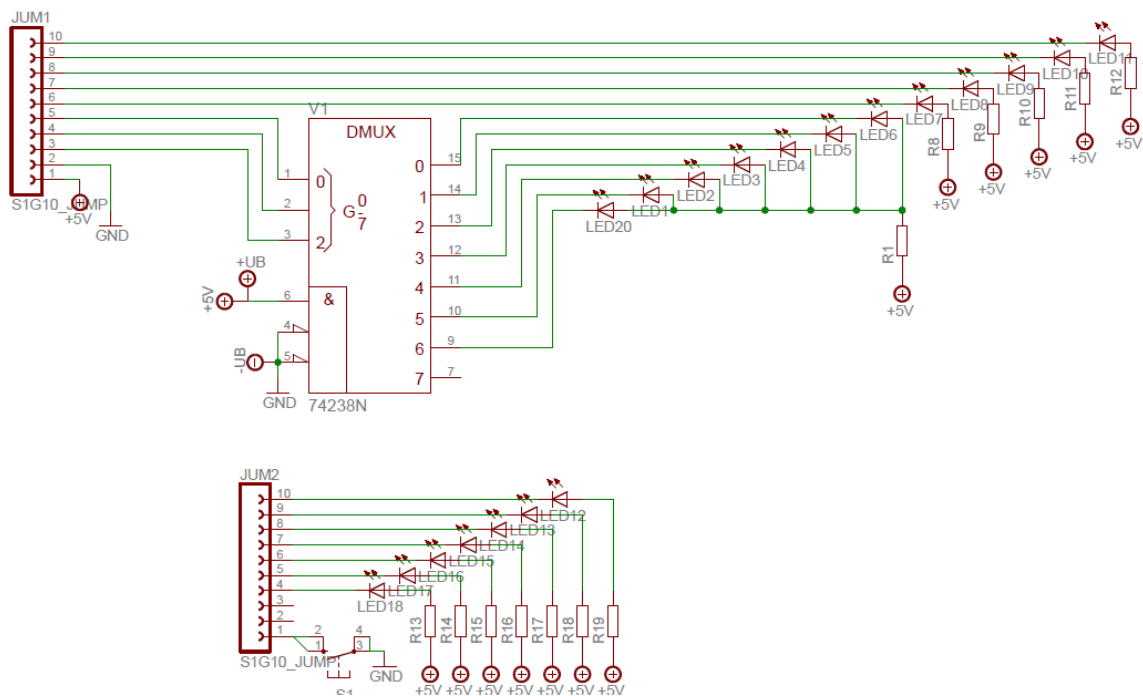 JUM1
10
9
8
7
6
5
4
3
2
1
S1G10_JUMP
+5V
GND
LED11
LED10
LED9
LED8
LED7
LED6
LED5
LED4
LED3
LED2
LED1
LED20
R12
R11
R10
R9
R8
R1
+5V
+5V
+5V
+5V
+5V
+5V
V1
DMUX
0
2
G
0
7
&
1
2
3
6
4
5
0
1
2
3
4
5
6
7
15
14
13
12
11
10
9
7
+UB
+5V
-UB
GND
74238N
JUM2
10
9
8
7
6
5
4
3
2
1
S1G10_JUMP
2
1
4
3
GND
S1
LED12
LED13
LED14
LED15
LED16
LED17
LED18
R13
R14
R15
R16
R17
R18
R19
+5V
+5V
+5V
+5V
+5V
+5V
+5V